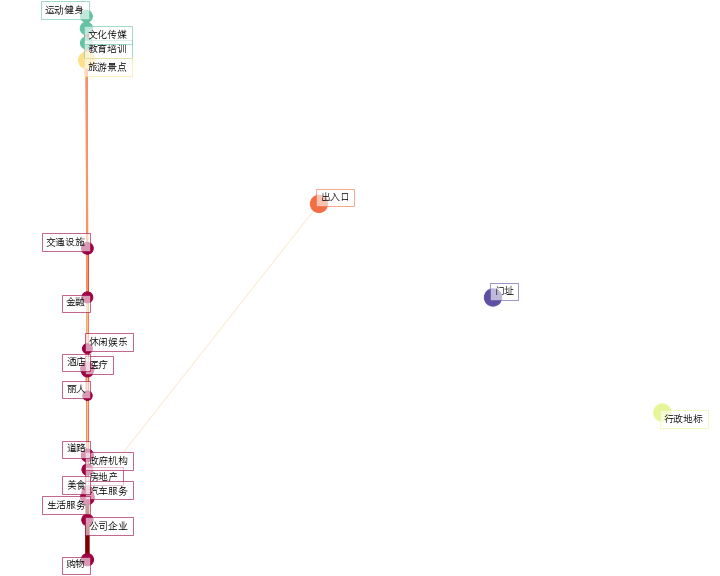 运动健身
文化传媒
教育培训
旅游景点
出入口
交通设施
门址
金融
休闲娱乐
酒店
医疗
丽人
行政地标
道路
政府机构
房地产
美食
汽车服务
生活服务
公司企业
购物